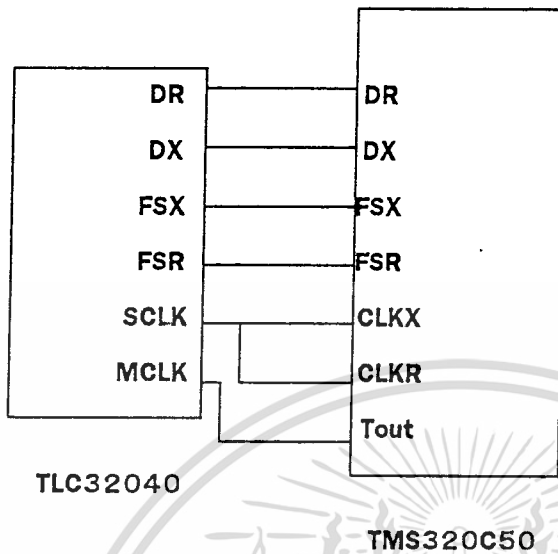 DR DR
DX DX
FSX FSX
FSR FSR
SCLK CLKX
MCLK CLKR
Tout
TLC32040
TMS320C50